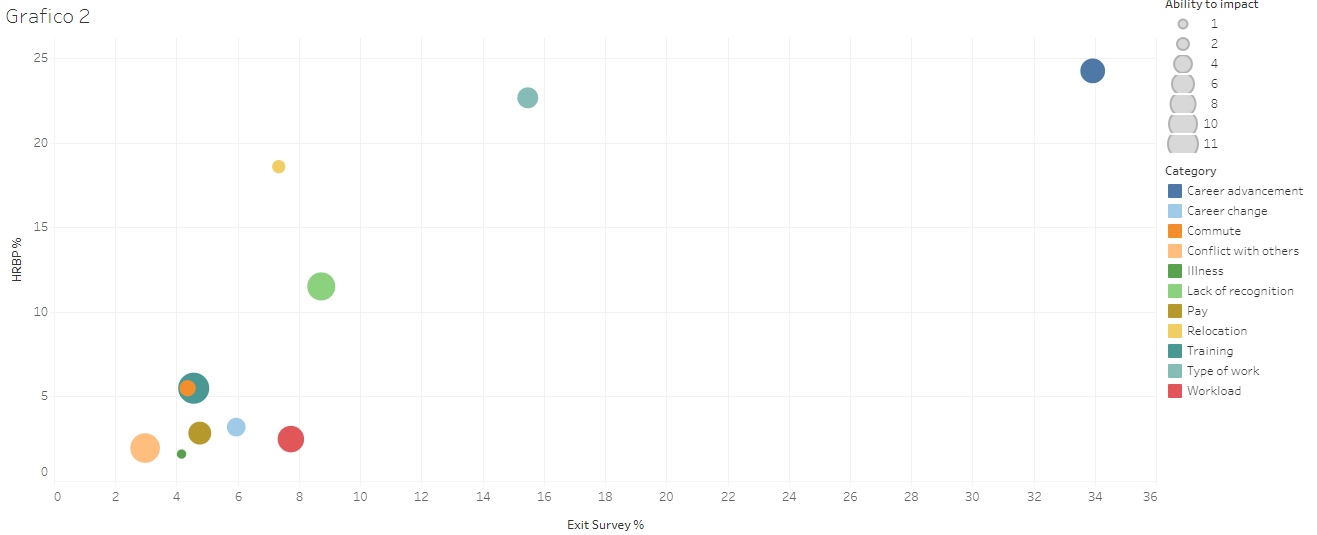 Grafico 2
25
20
15
10
5
0
HRBP %
0 2 4 6 8 10 12 14 16 18 20 22 24 26 28 30 32 34 36
Exit Survey %
Ability to impact
1
2
4
6
8
10
11
Category
Career advancement
Career change
Commute
Conflict with others
Illness
Lack of recognition
Pay
Relocation
Training
Type of work
Workload